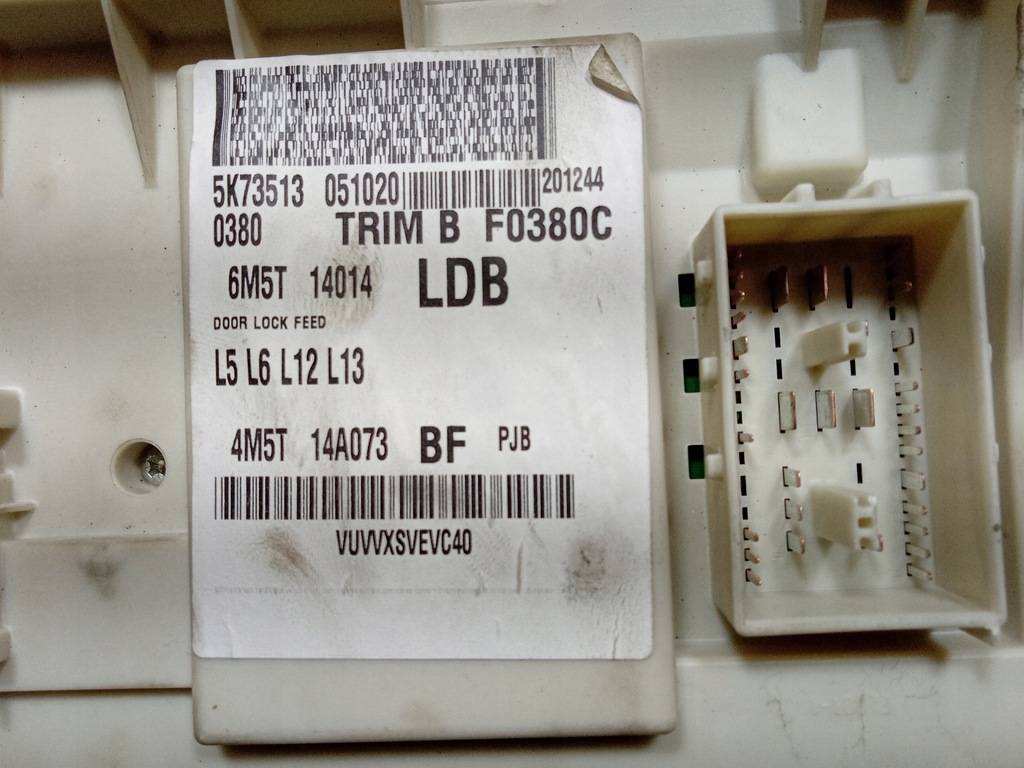 5K73513 051020 201244
0380 TRIM B F0380C
6M5T 14014 LDB
DOOR LOCK FEED
L5 L6 L12 L13
4M5T 14A073 BF PJB
VUVVXSVEVC40